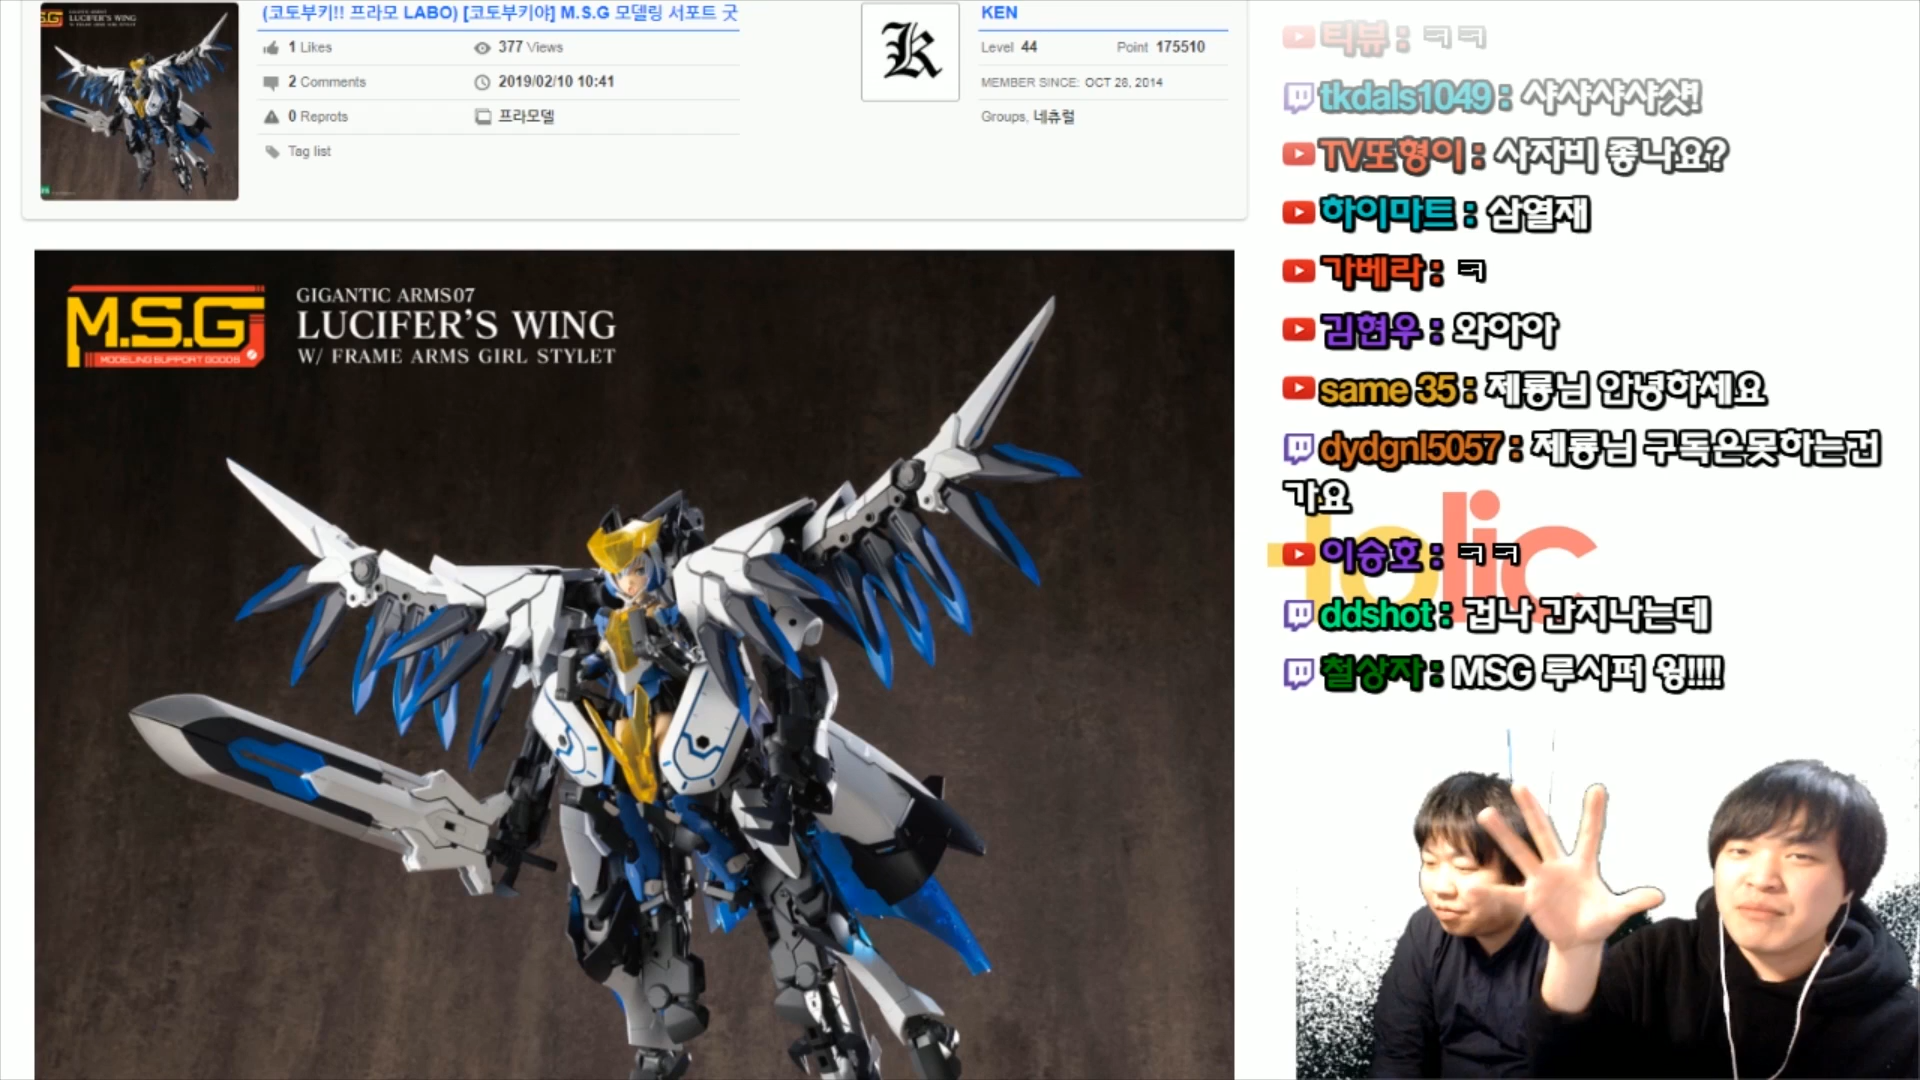 (코토부키!! 프라모 LABO) [코토부키야] M.S.G 모델링 서포트 굿
1 Likes
377 Views
2 Comments
2019/02/10 10:41
0 Reprots
프라모델
Tag list
LUCIFER'S WING
KEN
Level 44
Point 175510
MEMBER SINCE: OCT 28, 2014
Groups, 네츄럴
M.S.G
MODELING SUPPORT GOODS
GIGANTIC ARMS 07
LUCIFER'S WING
W/ FRAME ARMS GIRL STYLET
티뷰 : ㅋㅋ
tkdals1049 : 샤샤샤샤샷!
TV또형이 : 사자비 좋나요?
하이마트 : 삼열재
가베라 : ㅋ
김현우 : 와아아
same 35 : 제룡님 안녕하세요
dydgnl5057 : 제룡님 구독은못하는건
가요
이승호 : ㅋㅋ
ddshot : 겁나 간지나는데
철상자 : MSG 루시퍼 윙!!!!
Holic